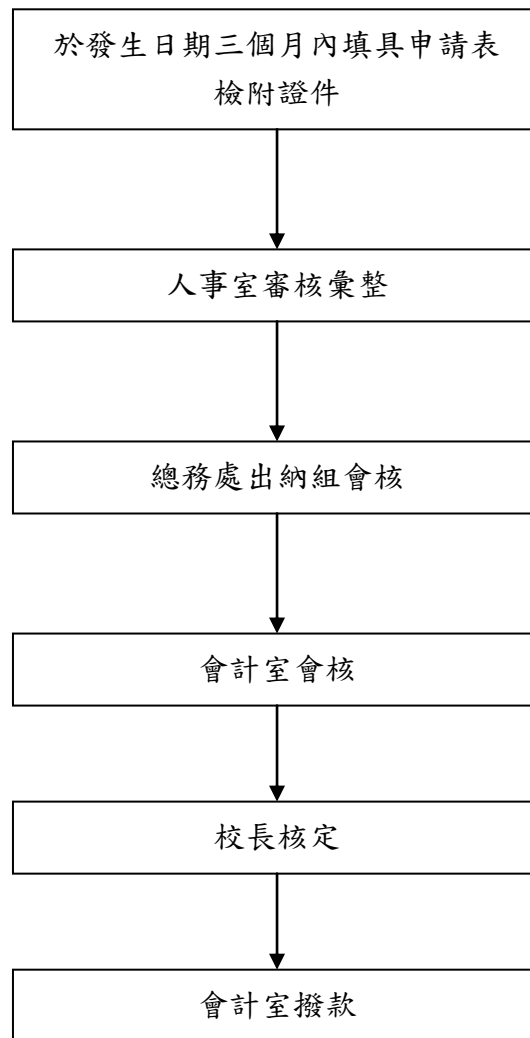 於發生日期三個月內填具申請表
檢附證件
人事室審核彙整
總務處出納組會核
會計室會核
校長核定
會計室撥款